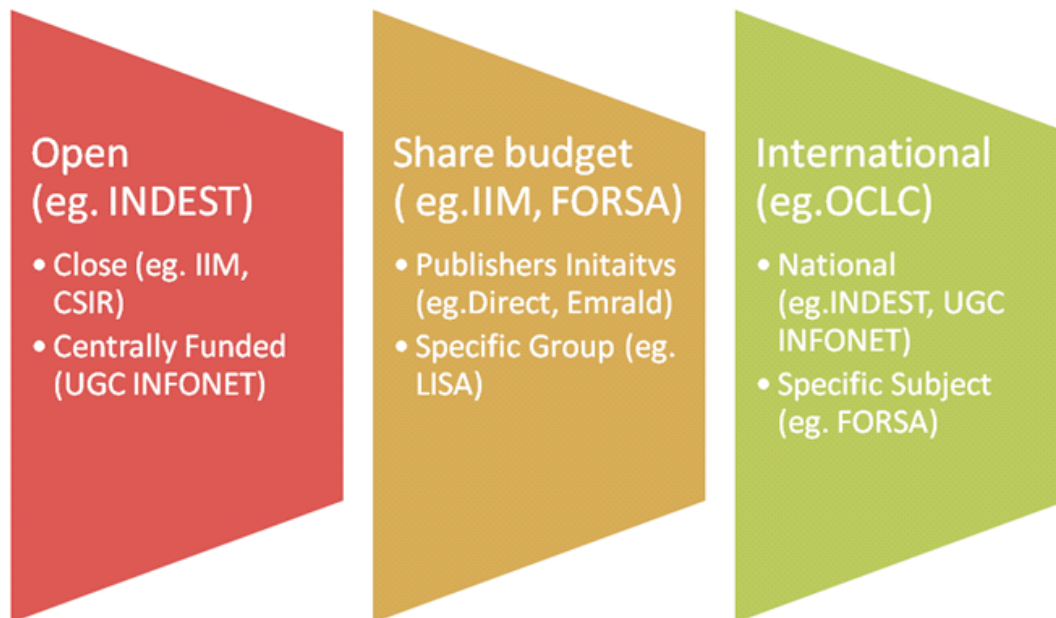 Open
(eg. INDEST)
• Close (eg. IIM,
CSIR)
• Centrally Funded
(UGC INFONET)
Share budget
( eg.IIM, FORSA)
• Publishers Initaitvs
(eg.Direct, Emrald)
• Specific Group (eg.
LISA)
International
(eg.OCLC)
• National
(eg.INDEST, UGC
INFONET)
• Specific Subject
(eg. FORSA)